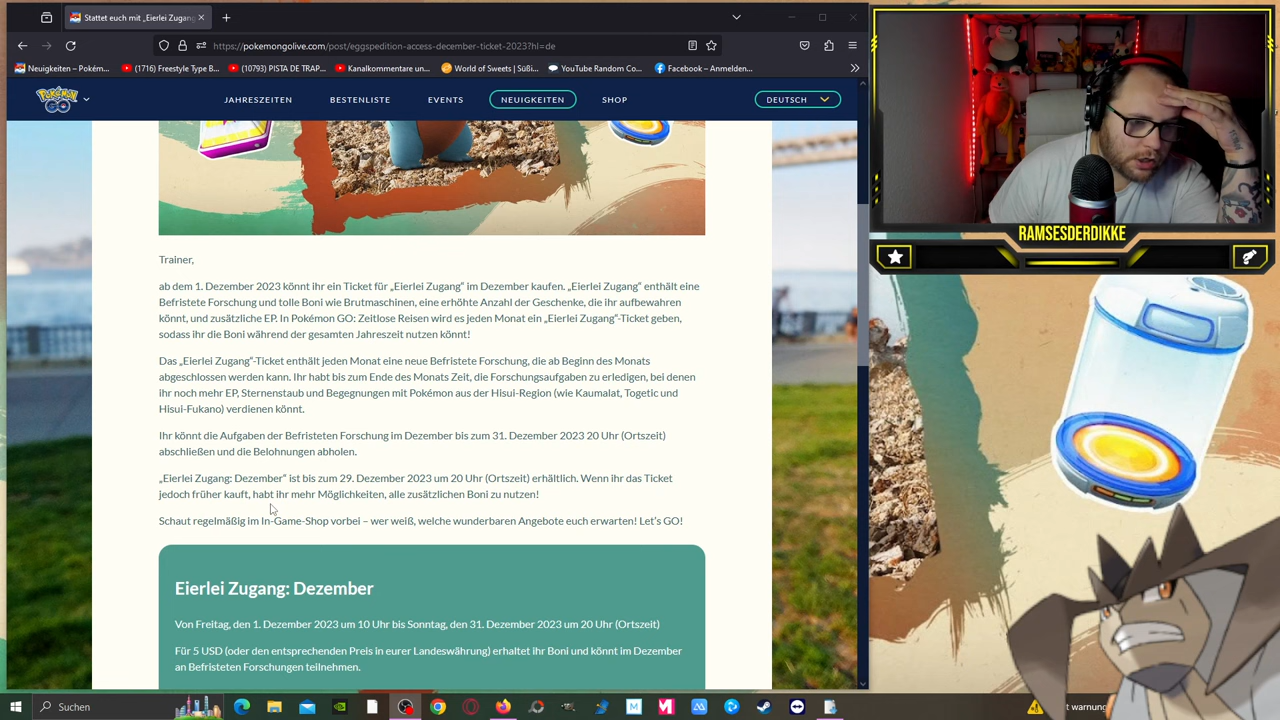 Stattet euch mit „Eierlei Zugang
https://pokemongolive.com/post/eggspedition-access-december-ticket-2023?hl=de
Neuigkeiten – Pokém...
(1716) Freestyle Type B...
(10793) PISTA DE TRAP...
Kanalkommentare un...
World of Sweets | Süßi...
YouTube Random Co...
Facebook – Anmelden...
POKÉMON GO
JAHRESZEITEN
BESTENLISTE
EVENTS
NEUIGKEITEN
SHOP
DEUTSCH
RAMSESDERDIKKE
Trainer,
ab dem 1. Dezember 2023 könnt ihr ein Ticket für „Eierlei Zugang“ im Dezember kaufen. „Eierlei Zugang“ enthält eine
Befristete Forschung und tolle Boni wie Brutmaschinen, eine erhöhte Anzahl der Geschenke, die ihr aufbewahren
könnt, und zusätzliche EP. In Pokémon GO: Zeitlose Reisen wird es jeden Monat ein „Eierlei Zugang“-Ticket geben,
sodass ihr die Boni während der gesamten Jahreszeit nutzen könnt!
Das „Eierlei Zugang“-Ticket enthält jeden Monat eine neue Befristete Forschung, die ab Beginn des Monats
abgeschlossen werden kann. Ihr habt bis zum Ende des Monats Zeit, die Forschungsaufgaben zu erledigen, bei denen
ihr noch mehr EP, Sternenstaub und Begegnungen mit Pokémon aus der Hisui-Region (wie Kaumalat, Togetic und
Hisui-Fukano) verdienen könnt.
Ihr könnt die Aufgaben der Befristeten Forschung im Dezember bis zum 31. Dezember 2023 20 Uhr (Ortszeit)
abschließen und die Belohnungen abholen.
„Eierlei Zugang: Dezember“ ist bis zum 29. Dezember 2023 um 20 Uhr (Ortszeit) erhältlich. Wenn ihr das Ticket
jedoch früher kauft, habt ihr mehr Möglichkeiten, alle zusätzlichen Boni zu nutzen!
Schaut regelmäßig im In-Game-Shop vorbei – wer weiß, welche wunderbaren Angebote euch erwarten! Let’s GO!
Eierlei Zugang: Dezember
Von Freitag, den 1. Dezember 2023 um 10 Uhr bis Sonntag, den 31. Dezember 2023 um 20 Uhr (Ortszeit)
Für 5 USD (oder den entsprechenden Preis in eurer Landeswährung) erhaltet ihr Boni und könnt im Dezember
an Befristeten Forschungen teilnehmen.
Suchen